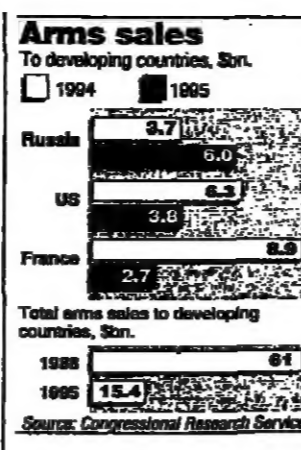 Arms sales
To developing countries, $bn.
1994 1995
Russia 3.7
6.0
US 6.3
3.8
France 8.9
2.7
Total arms sales to developing
countries, $bn.
1988 61
1995 15.4
Source: Congressional Research Service